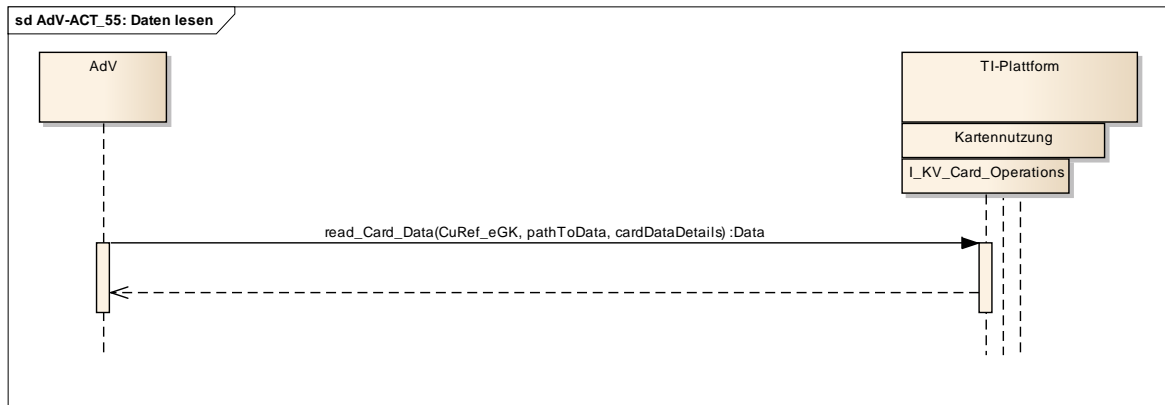 sd AdV-ACT_55: Daten lesen
AdV
TI-Plattform
Kartennutzung
I_KV_Card_Operations
read_Card_Data(CuRef_eGK, pathToData, cardDataDetails) :Data